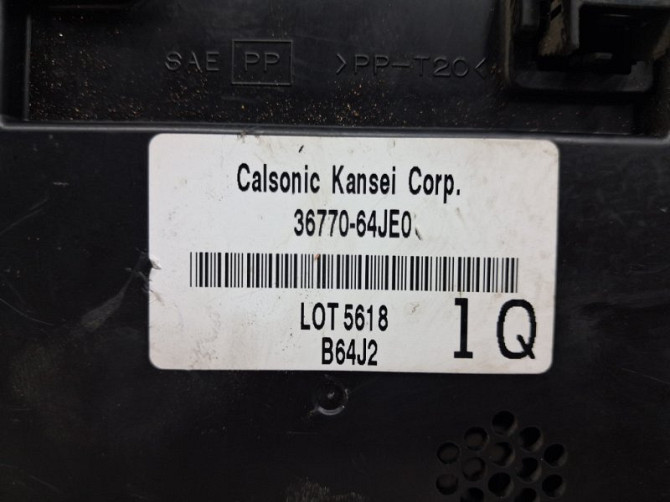 SAE PP >PP-T20<
Calsonic Kansei Corp.
36770-64JE0
LOT 5618
B64J2
1Q